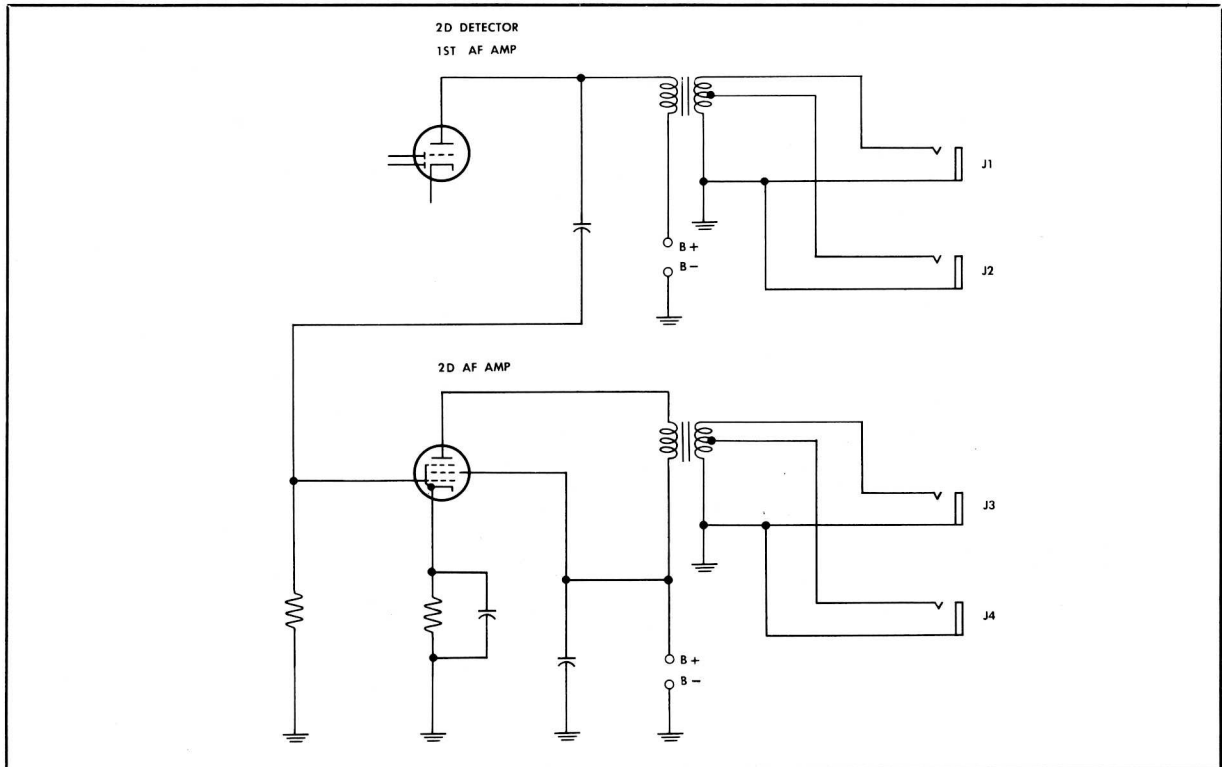 2D DETECTOR
1ST AF AMP
J1
B+
B-
J2
2D AF AMP
J3
J4
B+
B-